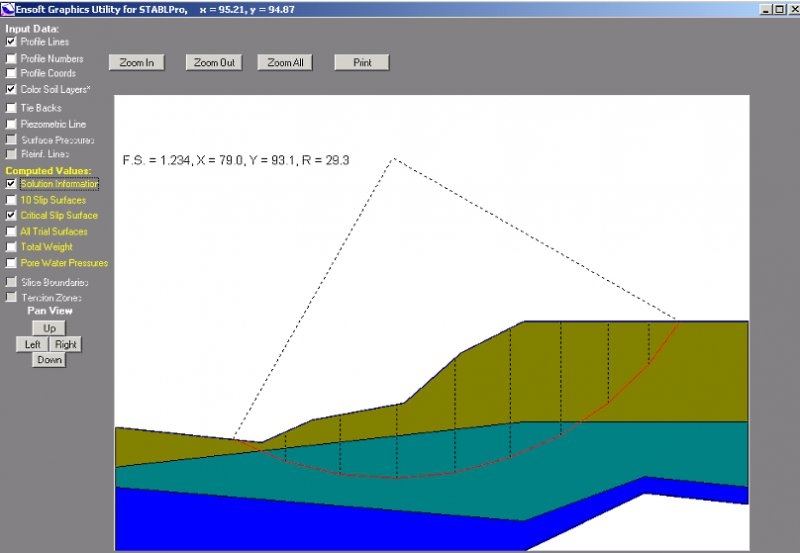 Ensoft Graphics Utility for STABLPro, x = 95.21, y = 94.87
Input Data:
Profile Lines
Profile Numbers
Profile Coords
Color Soil Layers*
Tie Backs
Piezometric Line
Surface Pressures
Reinf. Lines
Computed Values:
Solution Information
10 Slip Surfaces
Critical Slip Surface
All Trial Surfaces
Total Weight
Pore Water Pressures
Slice Boundaries
Tension Zones
Pan View
Up
Left Right
Down
Zoom In Zoom Out Zoom All Print
F.S. = 1.234, X = 79.0, Y = 93.1, R = 29.3